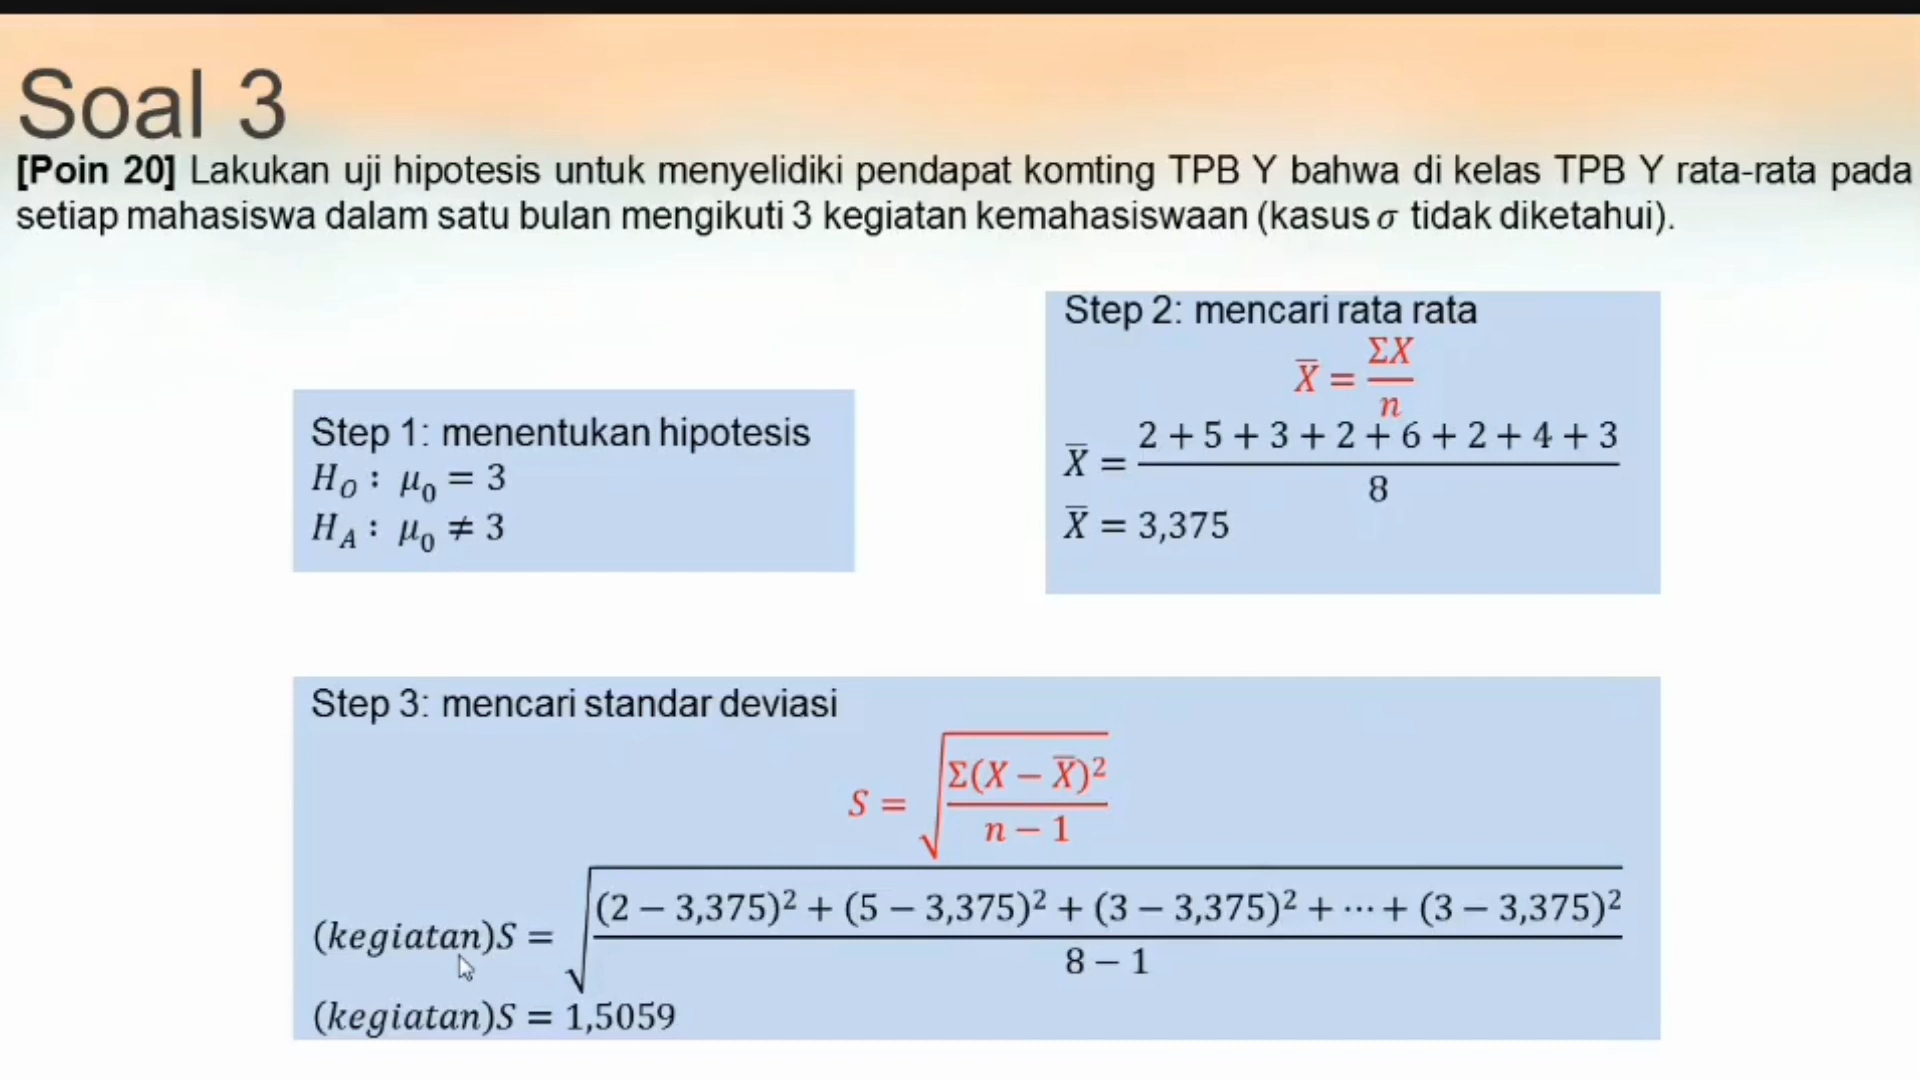 Soal 3
[Poin 20] Lakukan uji hipotesis untuk menyelidiki pendapat komting TPB Y bahwa di kelas TPB Y rata-rata pada
setiap mahasiswa dalam satu bulan mengikuti 3 kegiatan kemahasiswaan (kasus σ tidak diketahui).
Step 1: menentukan hipotesis
H_O : μ_0 = 3
H_A : μ_0 ≠ 3
Step 2: mencari rata rata
X̅ = ΣX / n
X̅ = (2 + 5 + 3 + 2 + 6 + 2 + 4 + 3) / 8
X̅ = 3,375
Step 3: mencari standar deviasi
S = √(Σ(X − X̅)² / (n − 1))
(kegiatan)S = √(((2 − 3,375)² + (5 − 3,375)² + (3 − 3,375)² + ⋯ + (3 − 3,375)²) / (8 − 1))
(kegiatan)S = 1,5059